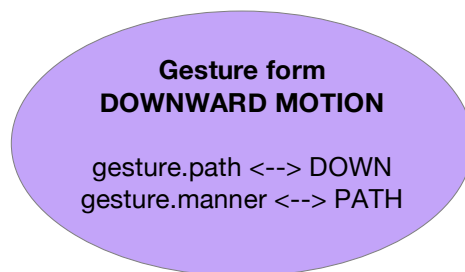 Gesture form
DOWNWARD MOTION
gesture.path <--> DOWN
gesture.manner <--> PATH